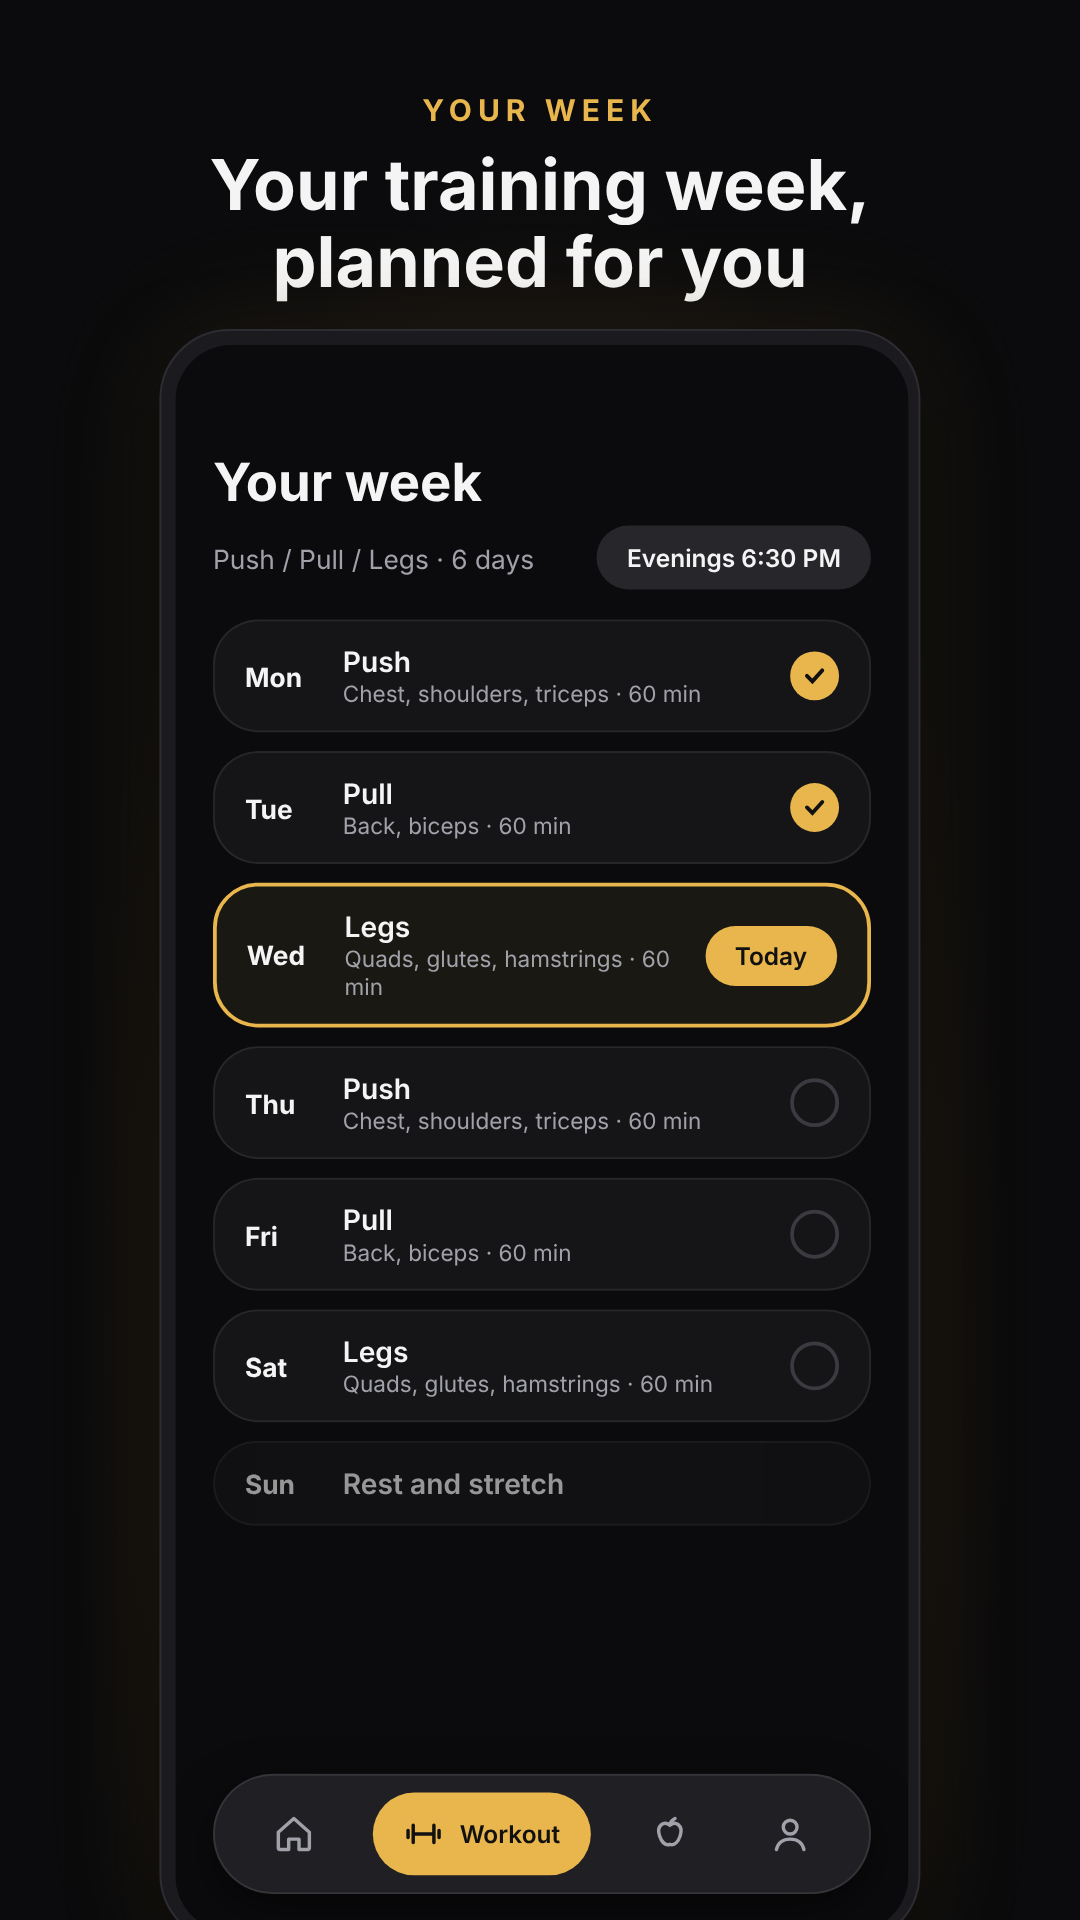 YOUR WEEK
Your training week,
planned for you
Your week
Push / Pull / Legs · 6 days
Evenings 6:30 PM
Mon
Push
Chest, shoulders, triceps · 60 min
Tue
Pull
Back, biceps · 60 min
Wed
Legs
Quads, glutes, hamstrings · 60
min
Today
Thu
Push
Chest, shoulders, triceps · 60 min
Fri
Pull
Back, biceps · 60 min
Sat
Legs
Quads, glutes, hamstrings · 60 min
Sun
Rest and stretch
Workout